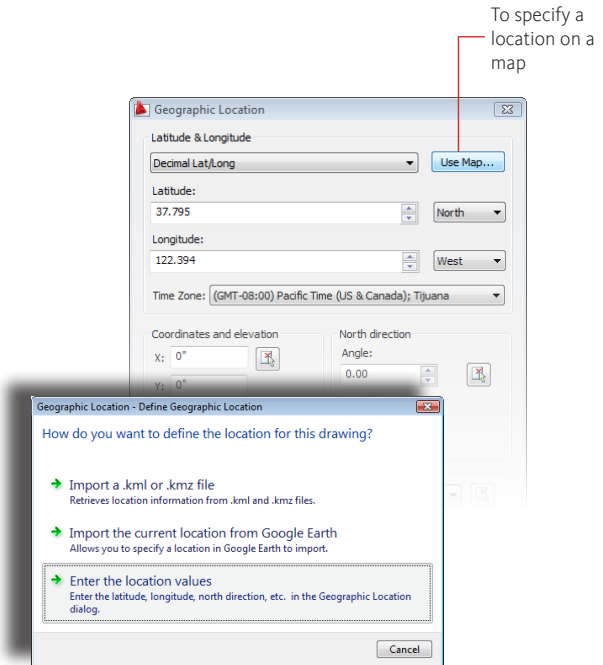 To specify a
location on a
map
Geographic Location
Latitude & Longitude
Decimal Lat/Long
Use Map...
Latitude:
37.795
North
Longitude:
122.394
West
Time Zone: (GMT-08:00) Pacific Time (US & Canada); Tijuana
Coordinates and elevation
North direction
X: 0"
Angle:
0.00
Y: 0"
Geographic Location - Define Geographic Location
How do you want to define the location for this drawing?
Import a .kml or .kmz file
Retrieves location information from .kml and .kmz files.
Import the current location from Google Earth
Allows you to specify a location in Google Earth to import.
Enter the location values
Enter the latitude, longitude, north direction, etc. in the Geographic Location
dialog.
Cancel